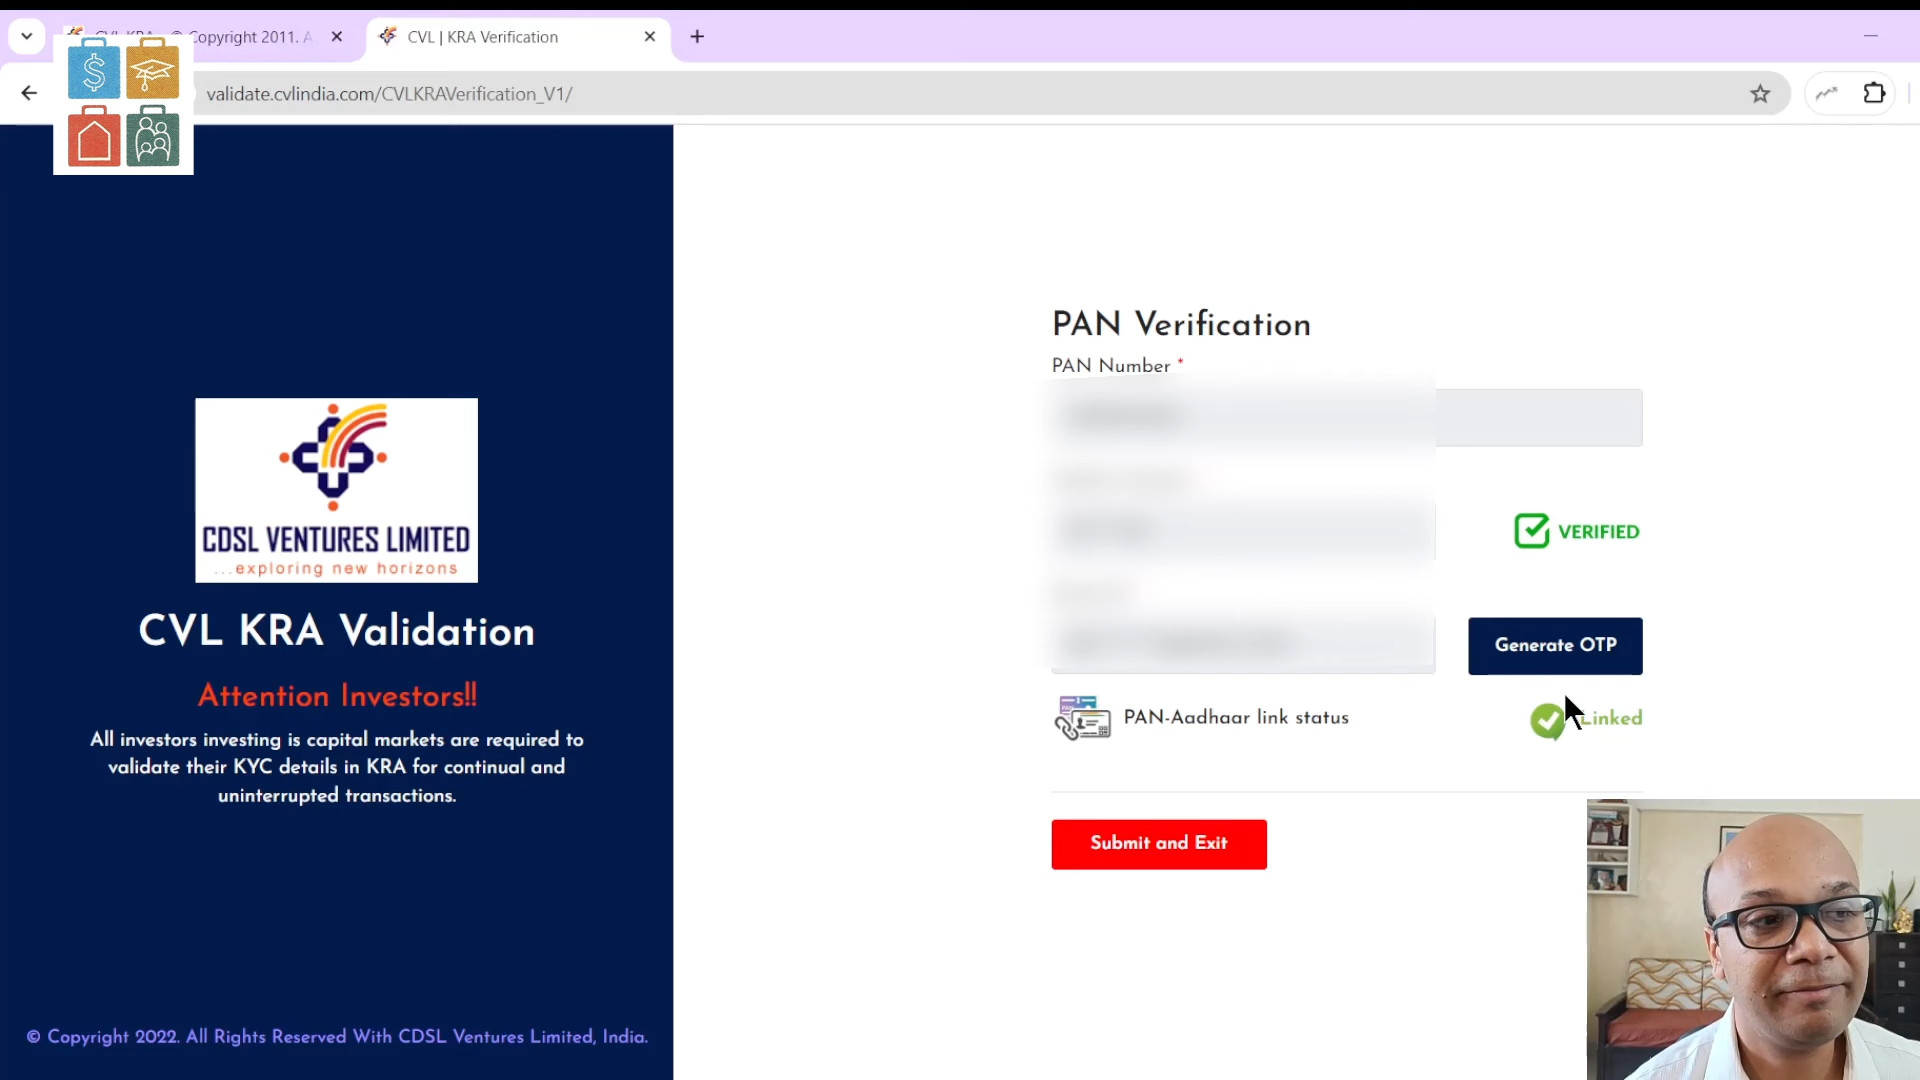 Copyright 2011. A
CVL | KRA Verification
validate.cvlindia.com/CVLKRAVerification_V1/
$
CDSL VENTURES LIMITED
...exploring new horizons
CVL KRA Validation
Attention Investors!!
All investors investing is capital markets are required to
validate their KYC details in KRA for continual and
uninterrupted transactions.
© Copyright 2022. All Rights Reserved With CDSL Ventures Limited, India.
PAN Verification
PAN Number *
VERIFIED
Generate OTP
PAN-Aadhaar link status
Linked
Submit and Exit